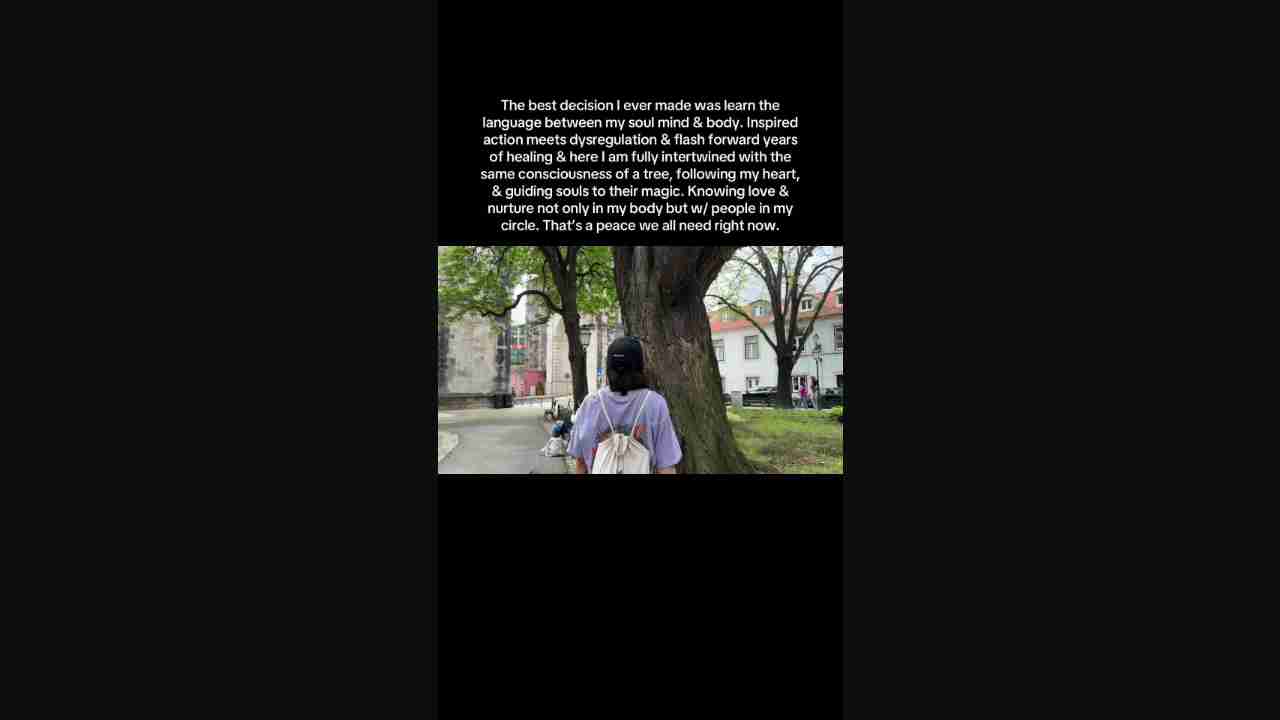 The best decision I ever made was learn the
language between my soul mind & body. Inspired
action meets dysregulation & flash forward years
of healing & here I am fully intertwined with the
same consciousness of a tree, following my heart,
& guiding souls to their magic. Knowing love &
nurture not only in my body but w/ people in my
circle. That's a peace we all need right now.